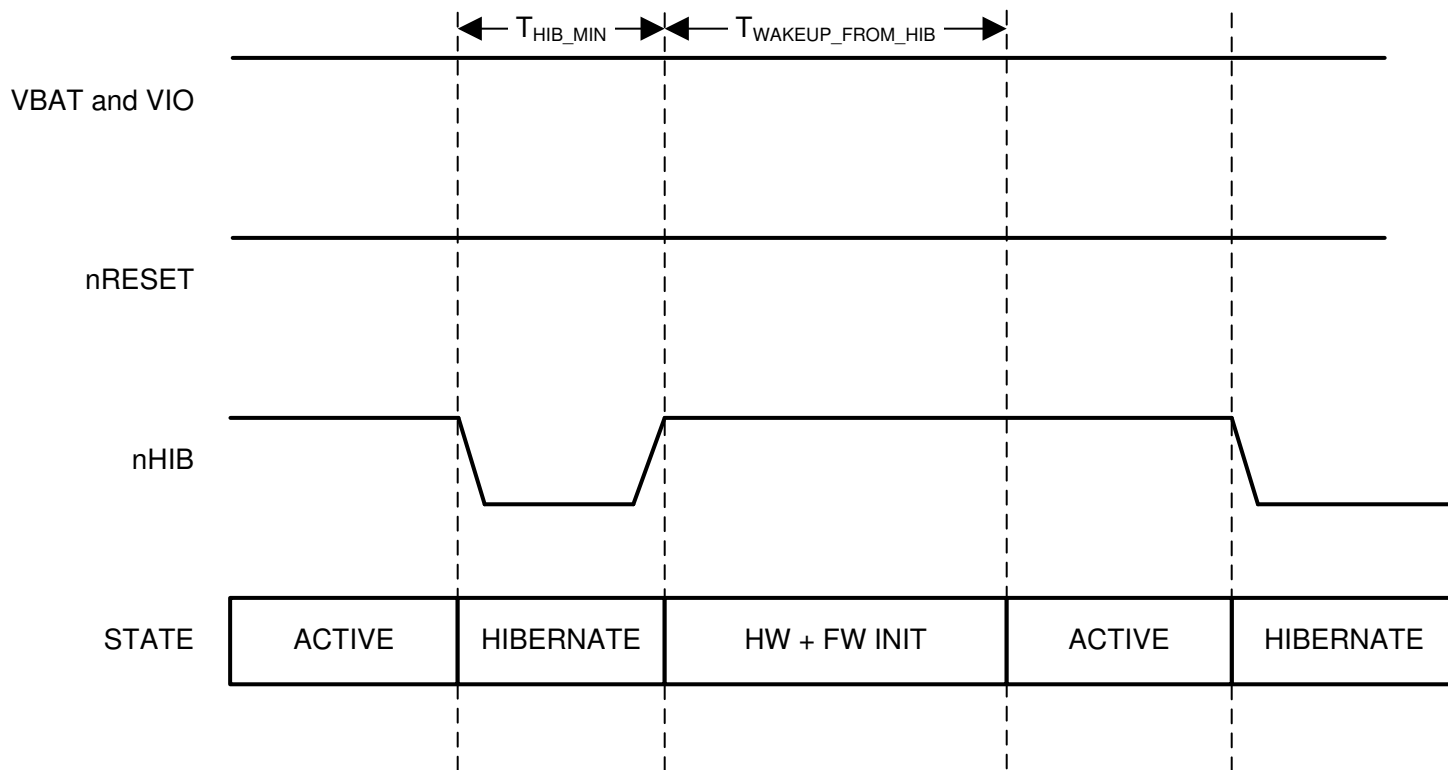 T_HIB_MIN T_WAKEUP_FROM_HIB
VBAT and VIO
nRESET
nHIB
STATE ACTIVE HIBERNATE HW + FW INIT ACTIVE HIBERNATE